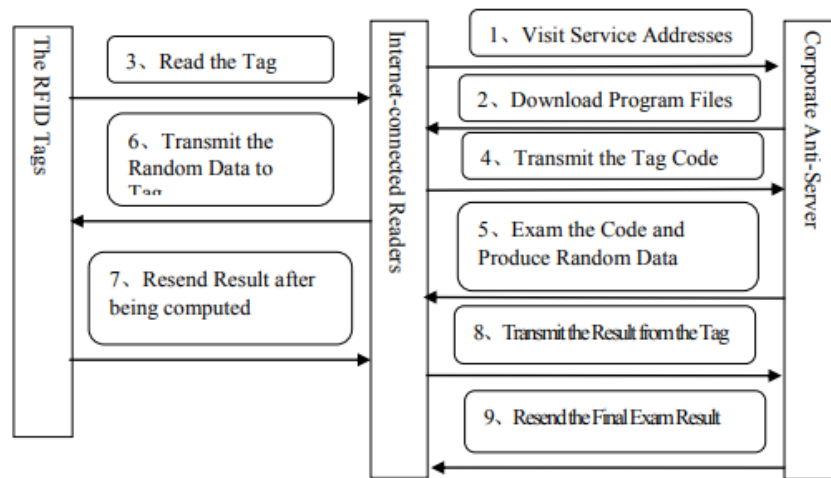 The RFID Tags
3、Read the Tag
6、Transmit the
Random Data to
Tag
7、Resend Result after
being computed
Internet-connected Readers
1、Visit Service Addresses
2、Download Program Files
4、Transmit the Tag Code
5、Exam the Code and
Produce Random Data
8、Transmit the Result from the Tag
9、Resend the Final Exam Result
Corporate Anti-Server